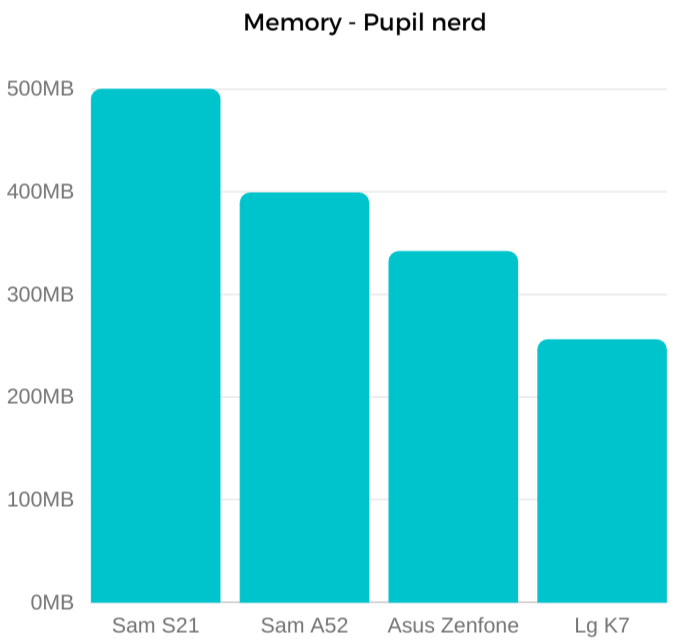 Memory - Pupil nerd
500MB
400MB
300MB
200MB
100MB
0MB
Sam S21 Sam A52 Asus Zenfone Lg K7